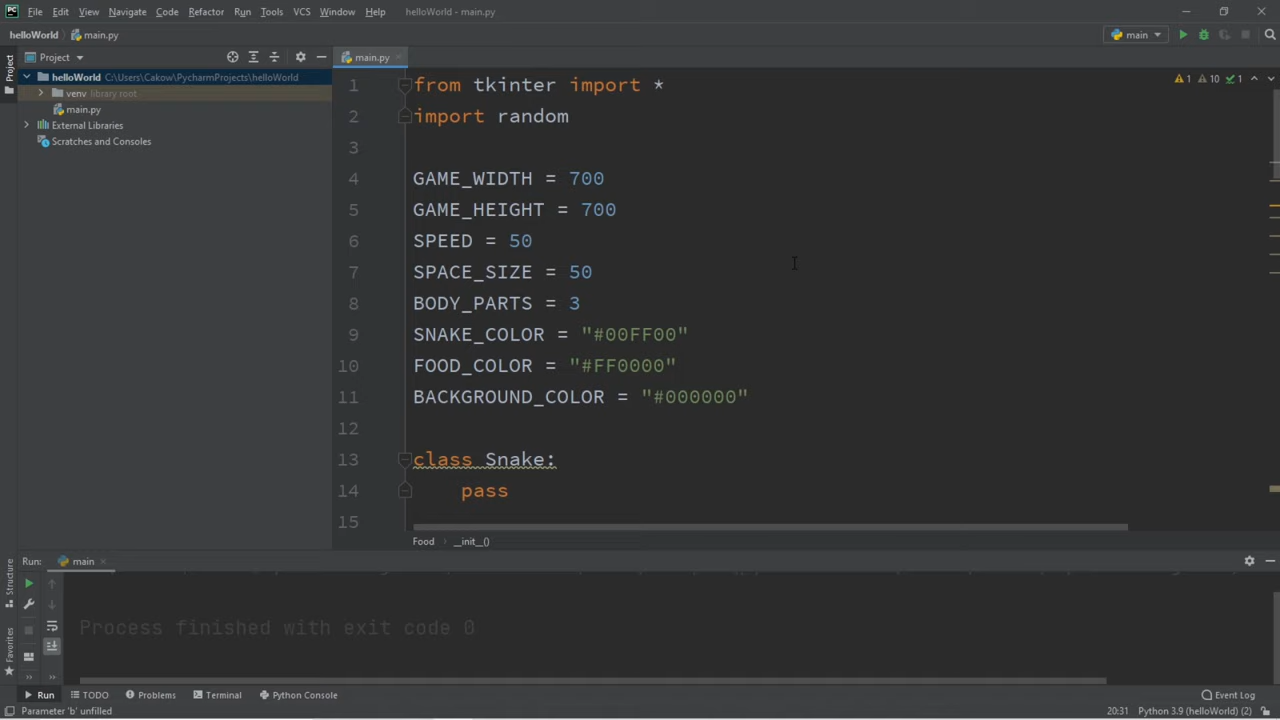 PC File Edit View Navigate Code Refactor Run Tools VCS Window Help helloWorld - main.py
helloWorld main.py main
Project main.py
helloWorld C:\Users\Cakow\PycharmProjects\helloWorld
venv library root
main.py
External Libraries
Scratches and Consoles
Project
Structure
Favorites
1 from tkinter import * 1 10 1
2 import random
3
4 GAME_WIDTH = 700
5 GAME_HEIGHT = 700
6 SPEED = 50
7 SPACE_SIZE = 50
8 BODY_PARTS = 3
9 SNAKE_COLOR = "#00FF00"
10 FOOD_COLOR = "#FF0000"
11 BACKGROUND_COLOR = "#000000"
12
13 class Snake:
14 pass
15
Food __init__()
Run: main
Process finished with exit code 0
Run TODO Problems Terminal Python Console Event Log
Parameter 'b' unfilled 20:31 Python 3.9 (helloWorld) (2)